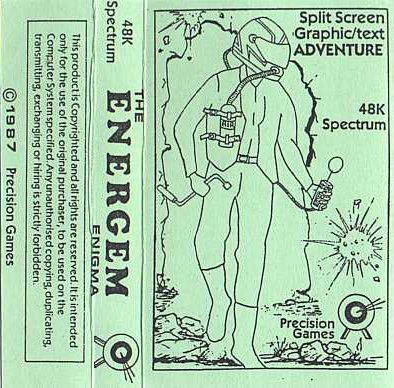 Split Screen
Graphic/text
ADVENTURE
48K
Spectrum
AIR
Precision
Games
48K
Spectrum
THE
ENERGEM
ENIGMA
This product is Copyrighted and all rights are reserved. It is intended
only for the use of the original purchaser, to be used on the
Computer System specified. Any unauthorised copying, duplicating,
transmitting, exchanging or hiring is strictly forbidden.
©1987 Precision Games